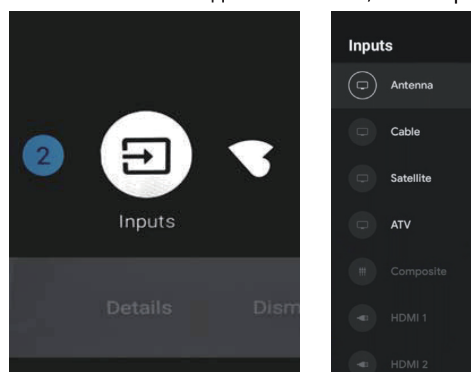 2
Inputs
Details
Dism
Inputs
Antenna
Cable
Satellite
ATV
Composite
HDMI 1
HDMI 2